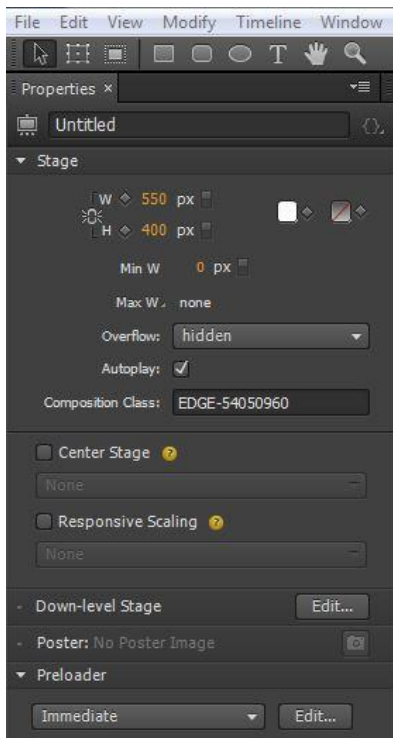 File Edit View Modify Timeline Window
T
Properties ×
Untitled
Stage
W 550 px
H 400 px
Min W 0 px
Max W none
Overflow: hidden
Autoplay:
Composition Class: EDGE-54050960
Center Stage ?
None
Responsive Scaling ?
None
Down-level Stage Edit...
Poster: No Poster Image
Preloader
Immediate Edit...